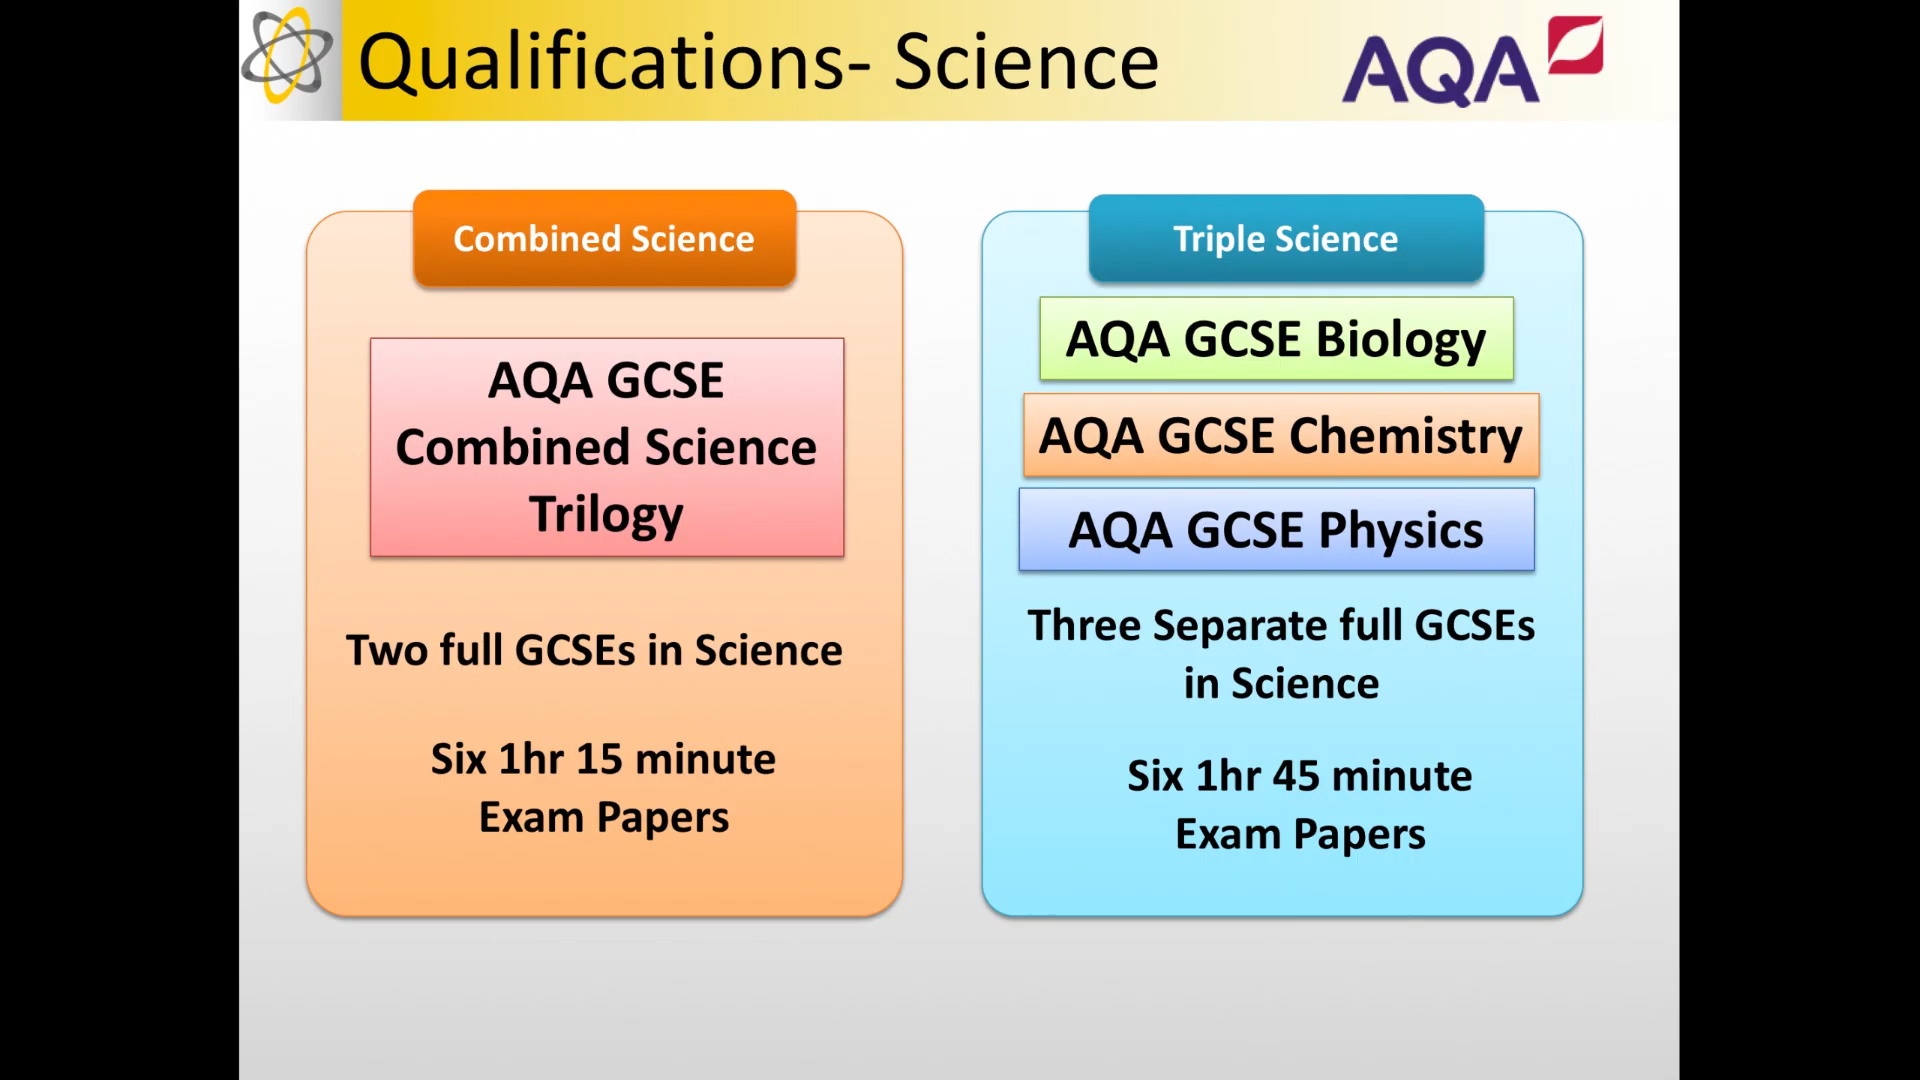 Qualifications- Science
AQA
Combined Science
AQA GCSE
Combined Science
Trilogy
Two full GCSEs in Science
Six 1hr 15 minute
Exam Papers
Triple Science
AQA GCSE Biology
AQA GCSE Chemistry
AQA GCSE Physics
Three Separate full GCSEs
in Science
Six 1hr 45 minute
Exam Papers